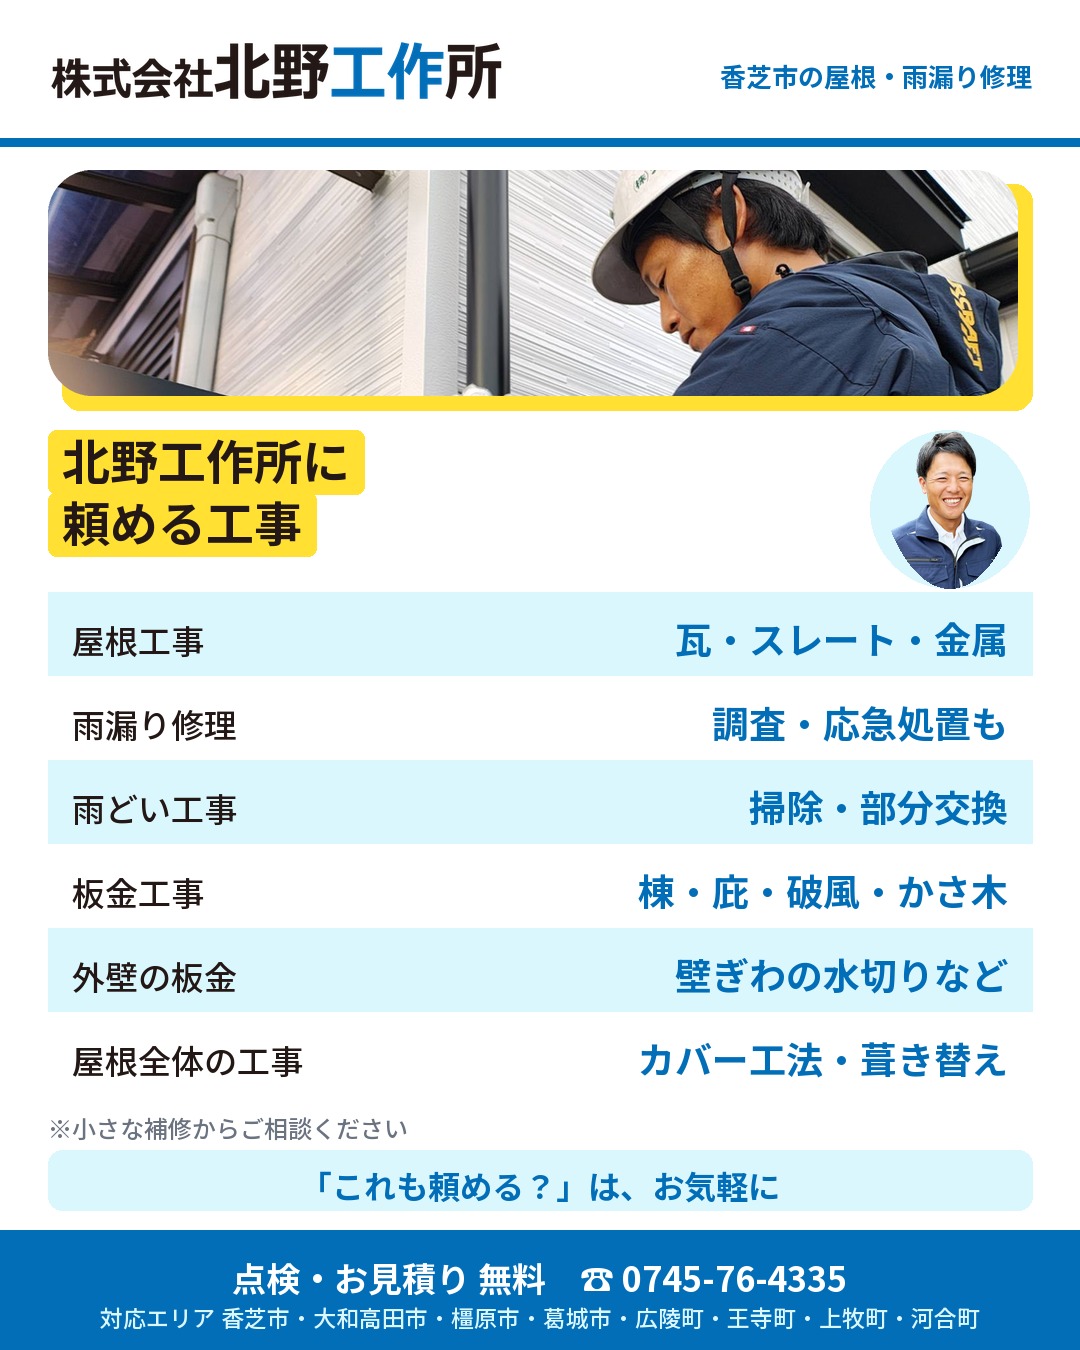 株式会社北野工作所
香芝市の屋根・雨漏り修理
北野工作所に
頼める工事
屋根工事 瓦・スレート・金属
雨漏り修理 調査・応急処置も
雨どい工事 掃除・部分交換
板金工事 棟・庇・破風・かさ木
外壁の板金 壁ぎわの水切りなど
屋根全体の工事 カバー工法・葺き替え
※小さな補修からご相談ください
「これも頼める？」は、お気軽に
点検・お見積り 無料 ☎ 0745-76-4335
対応エリア 香芝市・大和高田市・橿原市・葛城市・広陵町・王寺町・上牧町・河合町